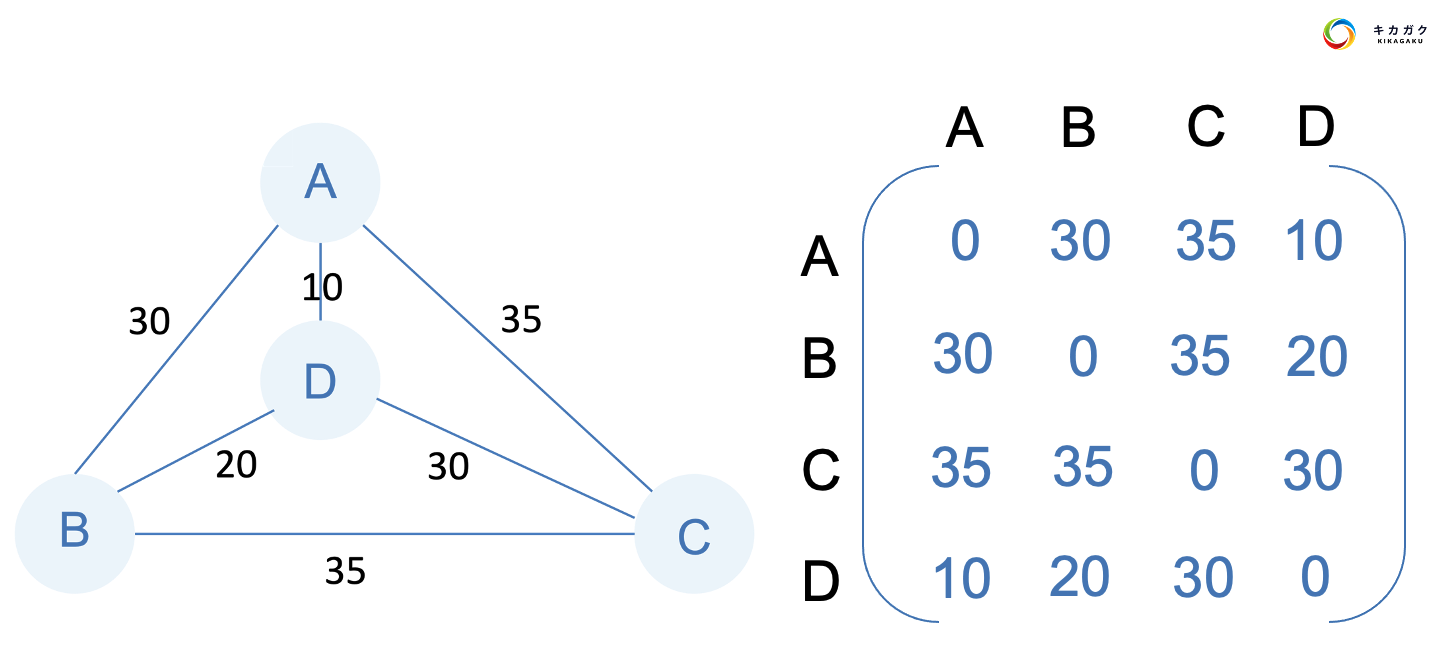 キカガク
KIKAGAKU
A
30
10
35
D
20
30
B
C
35
A B C D
A 0 30 35 10
B 30 0 35 20
C 35 35 0 30
D 10 20 30 0